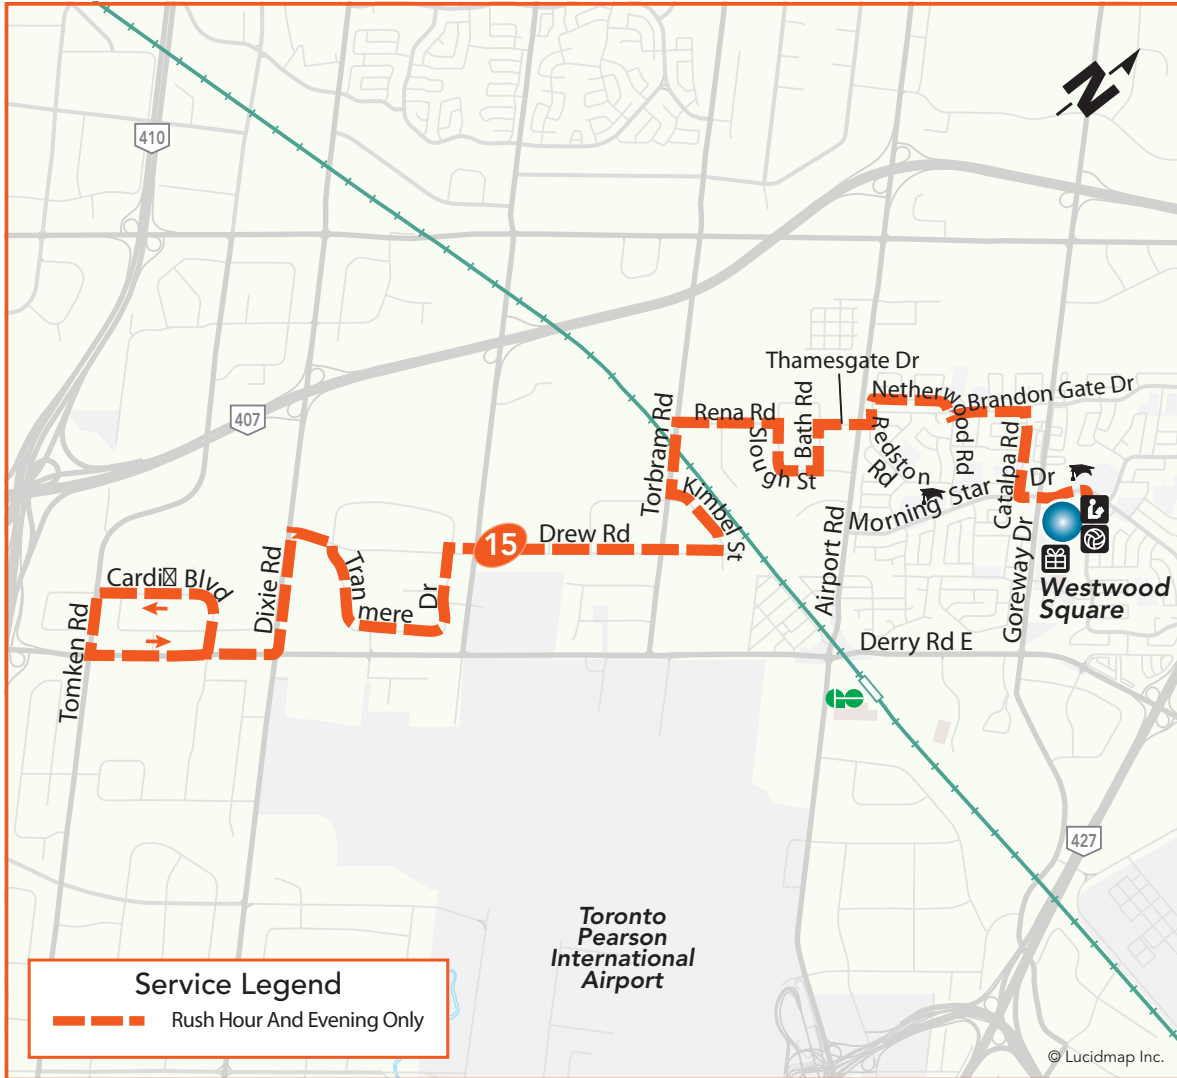 N
410
407
Thamesgate Dr
Netherwood Rd
Brandon Gate Dr
Rena Rd
Bath Rd
Slough St
Torbram Rd
Redston Rd
Catalpa Rd
Morning Star Dr
Kimbel St
Drew Rd
15
Airport Rd
Goreway Dr
Westwood
Square
Cardi Blvd
Dixie Rd
Tranmere Dr
Tomken Rd
Derry Rd E
GO
427
Toronto
Pearson
International
Airport
Service Legend
Rush Hour And Evening Only
© Lucidmap Inc.